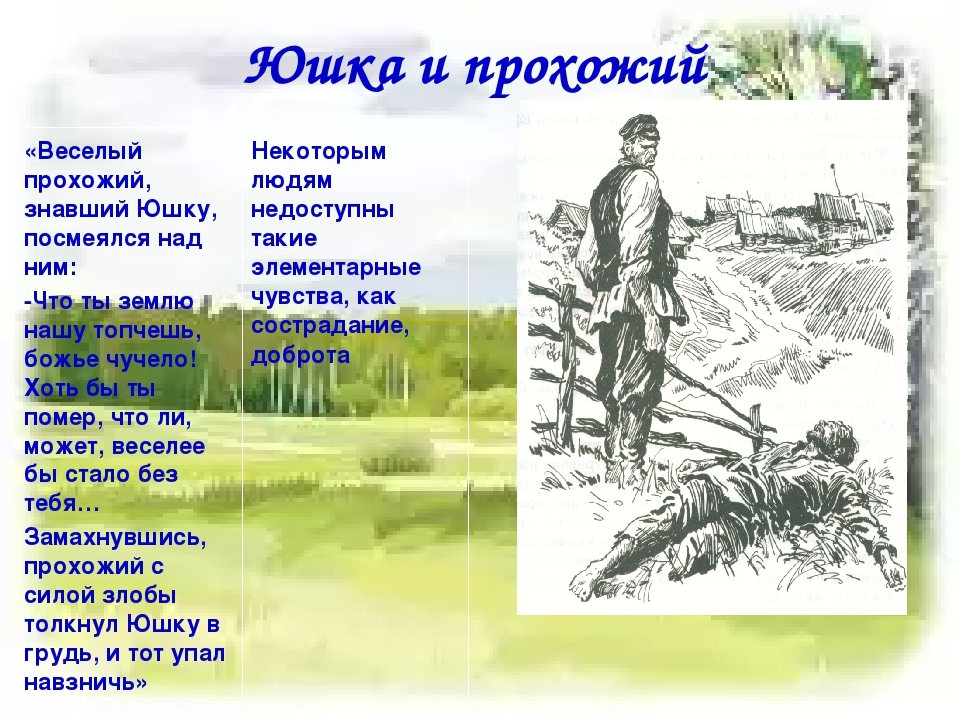 Юшка и прохожий
«Веселый
прохожий,
знавший Юшку,
посмеялся над
ним:
-Что ты землю
нашу топчешь,
божье чучело!
Хоть бы ты
помер, что ли,
может, веселее
бы стало без
тебя…
Замахнувшись,
прохожий с
силой злобы
толкнул Юшку в
грудь, и тот упал
навзничь»
Некоторым
людям
недоступны
такие
элементарные
чувства, как
сострадание,
доброта